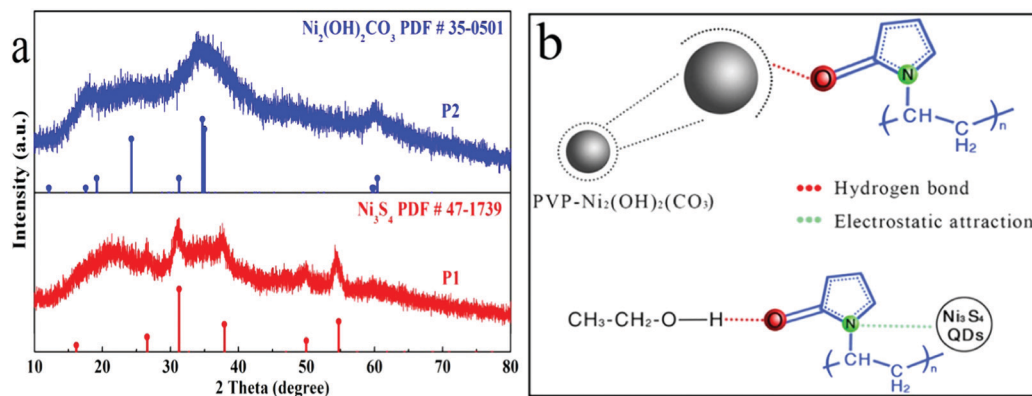 a
Ni₂(OH)₂CO₃ PDF # 35-0501
P2
Ni₃S₄ PDF # 47-1739
P1
Intensity (a.u.)
10 20 30 40 50 60 70 80
2 Theta (degree)
b
O
N
CH
C
H₂
n
PVP-Ni₂(OH)₂(CO₃)
Hydrogen bond
Electrostatic attraction
CH₃-CH₂-O-H
O
N
Ni₃S₄
QDs
CH
C
H₂
n